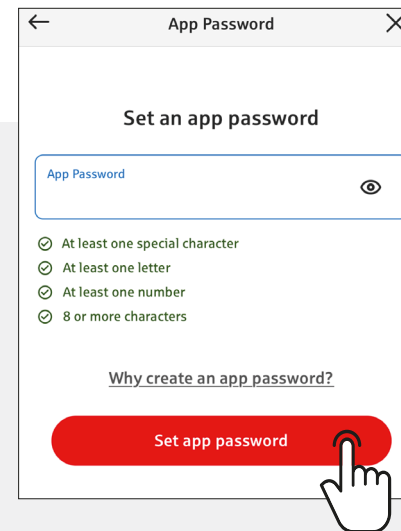 App Password
Set an app password
App Password
At least one special character
At least one letter
At least one number
8 or more characters
Why create an app password?
Set app password